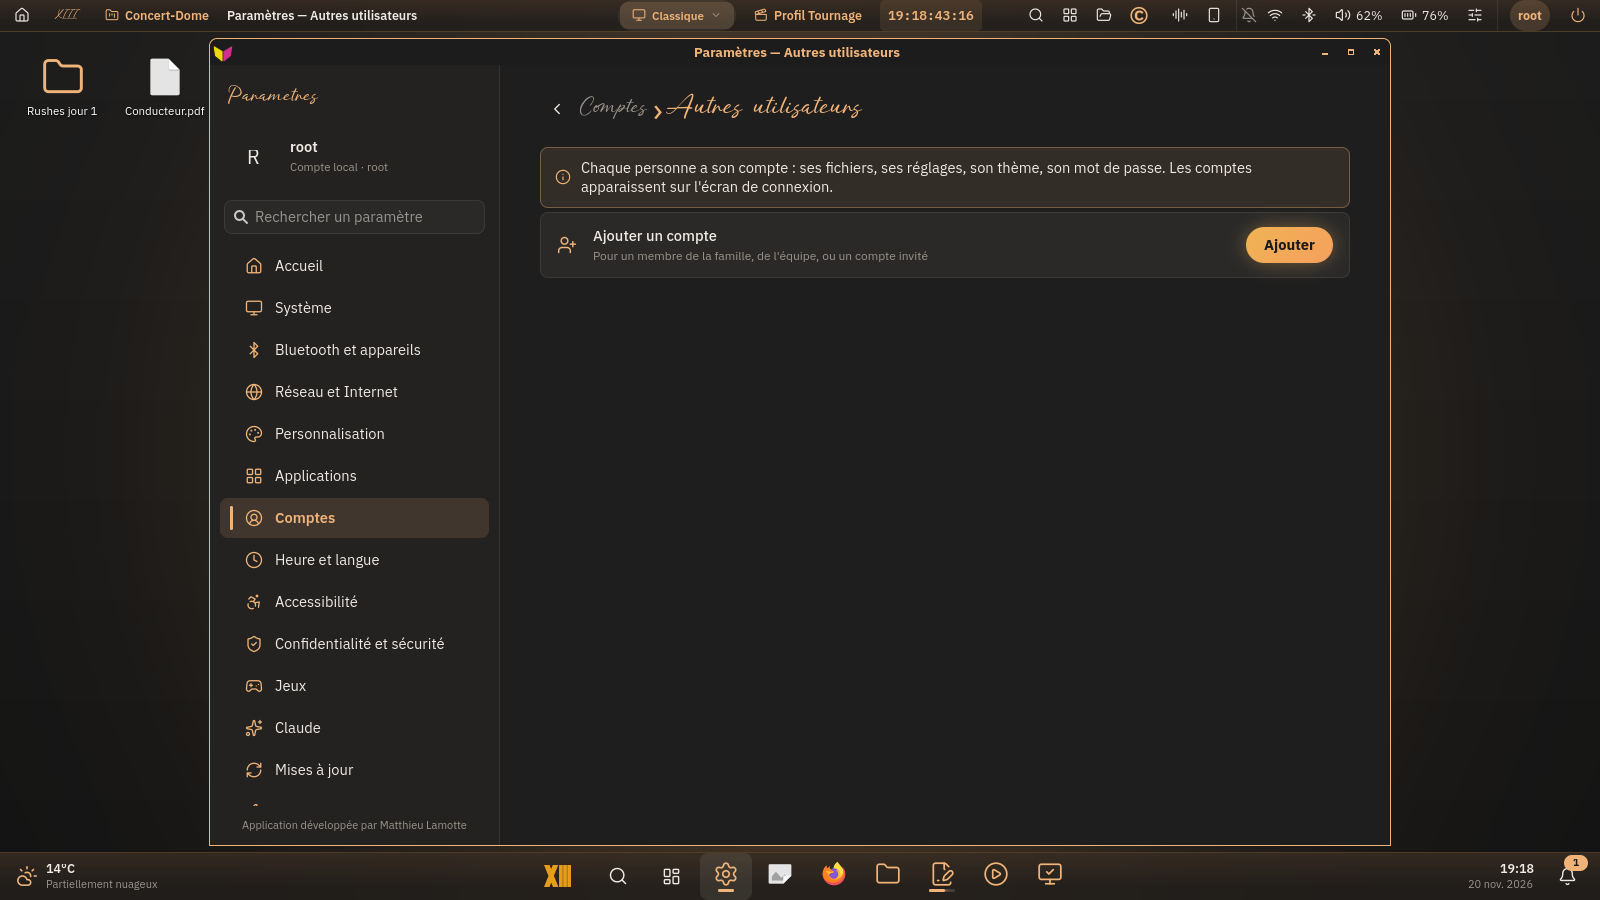 XIII
Concert-Dome
Paramètres — Autres utilisateurs
Classique
Profil Tournage
19:18:43:16
62%
76%
root
Rushes jour 1
Conducteur.pdf
Paramètres — Autres utilisateurs
Paramètres
R
root
Compte local · root
Rechercher un paramètre
Accueil
Système
Bluetooth et appareils
Réseau et Internet
Personnalisation
Applications
Comptes
Heure et langue
Accessibilité
Confidentialité et sécurité
Jeux
Claude
Mises à jour
Application développée par Matthieu Lamotte
Comptes › Autres utilisateurs
Chaque personne a son compte : ses fichiers, ses réglages, son thème, son mot de passe. Les comptes
apparaissent sur l'écran de connexion.
Ajouter un compte
Pour un membre de la famille, de l'équipe, ou un compte invité
Ajouter
14°C
Partiellement nuageux
XIII
19:18
20 nov. 2026
1